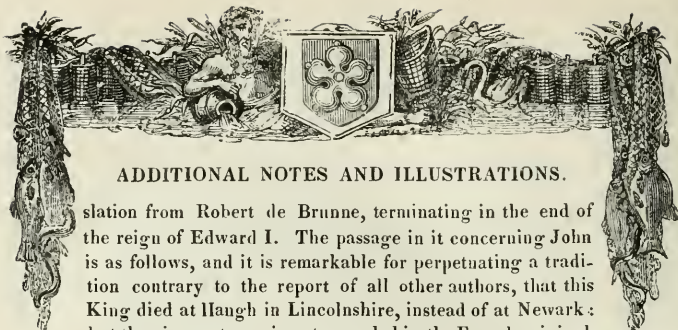 ADDITIONAL NOTES AND ILLUSTRATIONS.
slation from Robert de Brunne, terminating in the end of
the reign of Edward I. The passage in it concerning John
is as follows, and it is remarkable for perpetuating a tradi-
tion contrary to the report of all other authors, that this
King died at Haugh in Lincolnshire, instead of at Newark: